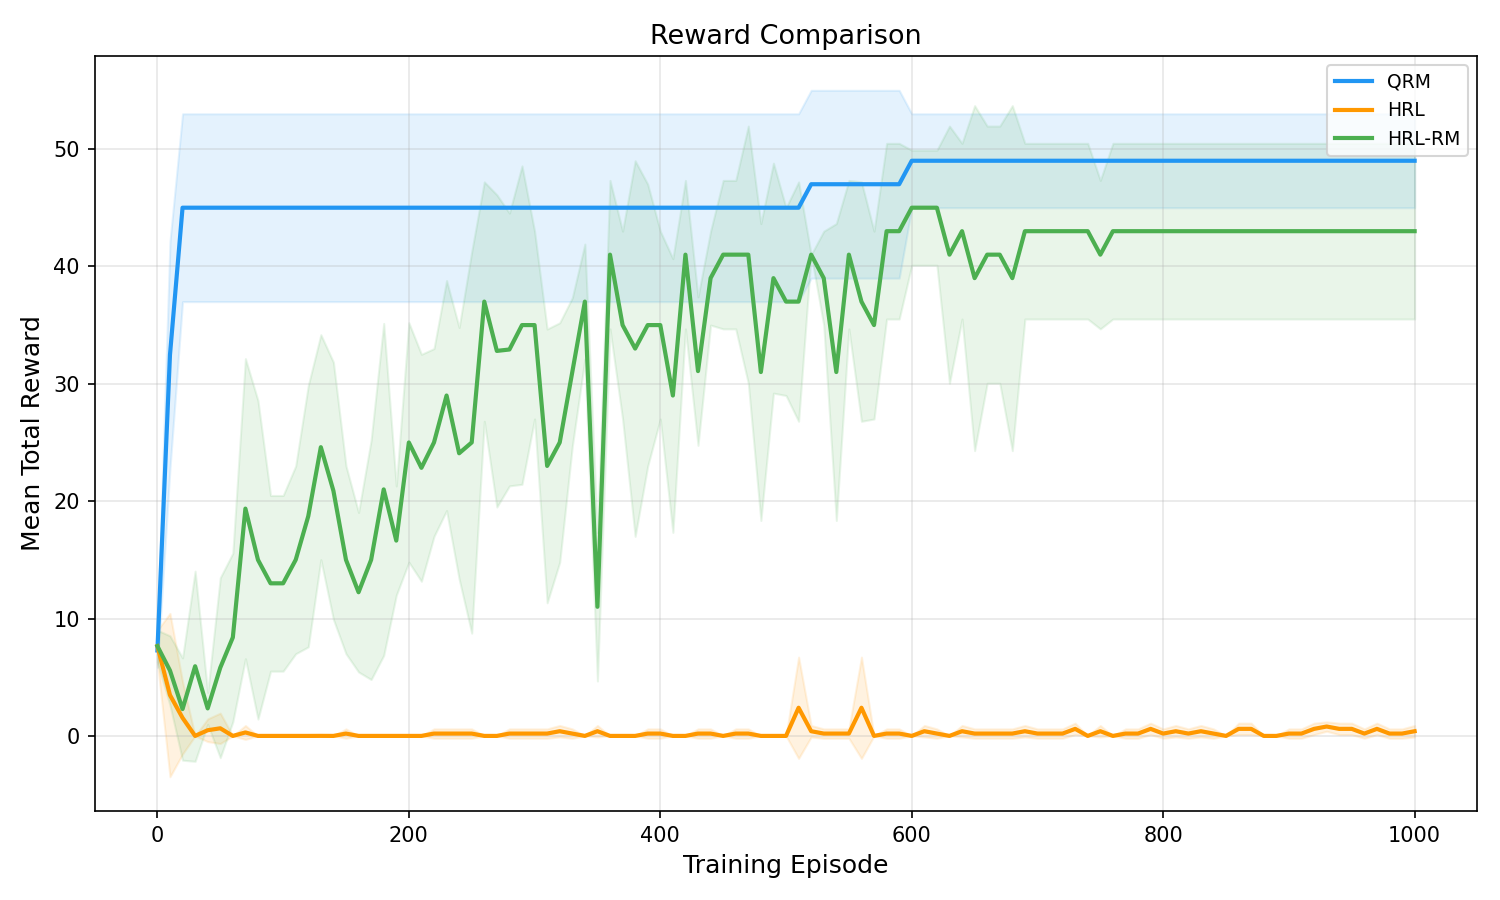 Reward Comparison
QRM
HRL
HRL-RM
Mean Total Reward
50
40
30
20
10
0
0 200 400 600 800 1000
Training Episode